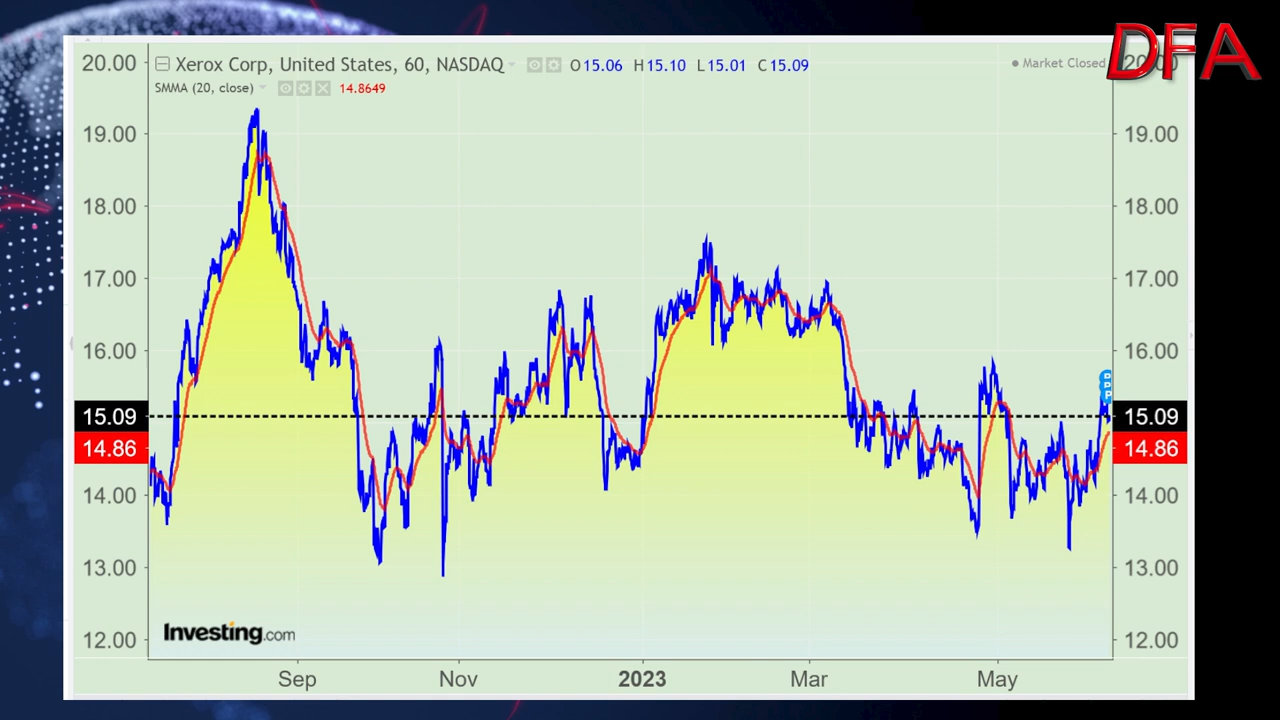 DFA
Xerox Corp, United States, 60, NASDAQ O15.06 H15.10 L15.01 C15.09
Market Closed
SMMA (20, close) 14.8649
20.00
19.00
18.00
17.00
16.00
15.09
14.86
14.00
13.00
12.00
20.00
19.00
18.00
17.00
16.00
15.09
14.86
14.00
13.00
12.00
P
P
P
Investing.com
Sep Nov 2023 Mar May